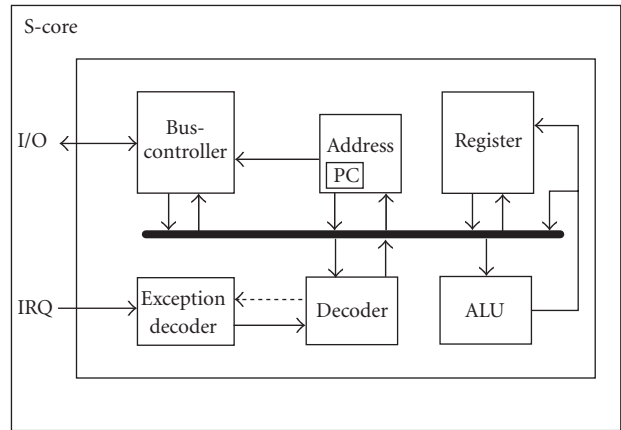 S-core
I/O
Bus-
controller
Address
PC
Register
IRQ
Exception
decoder
Decoder
ALU